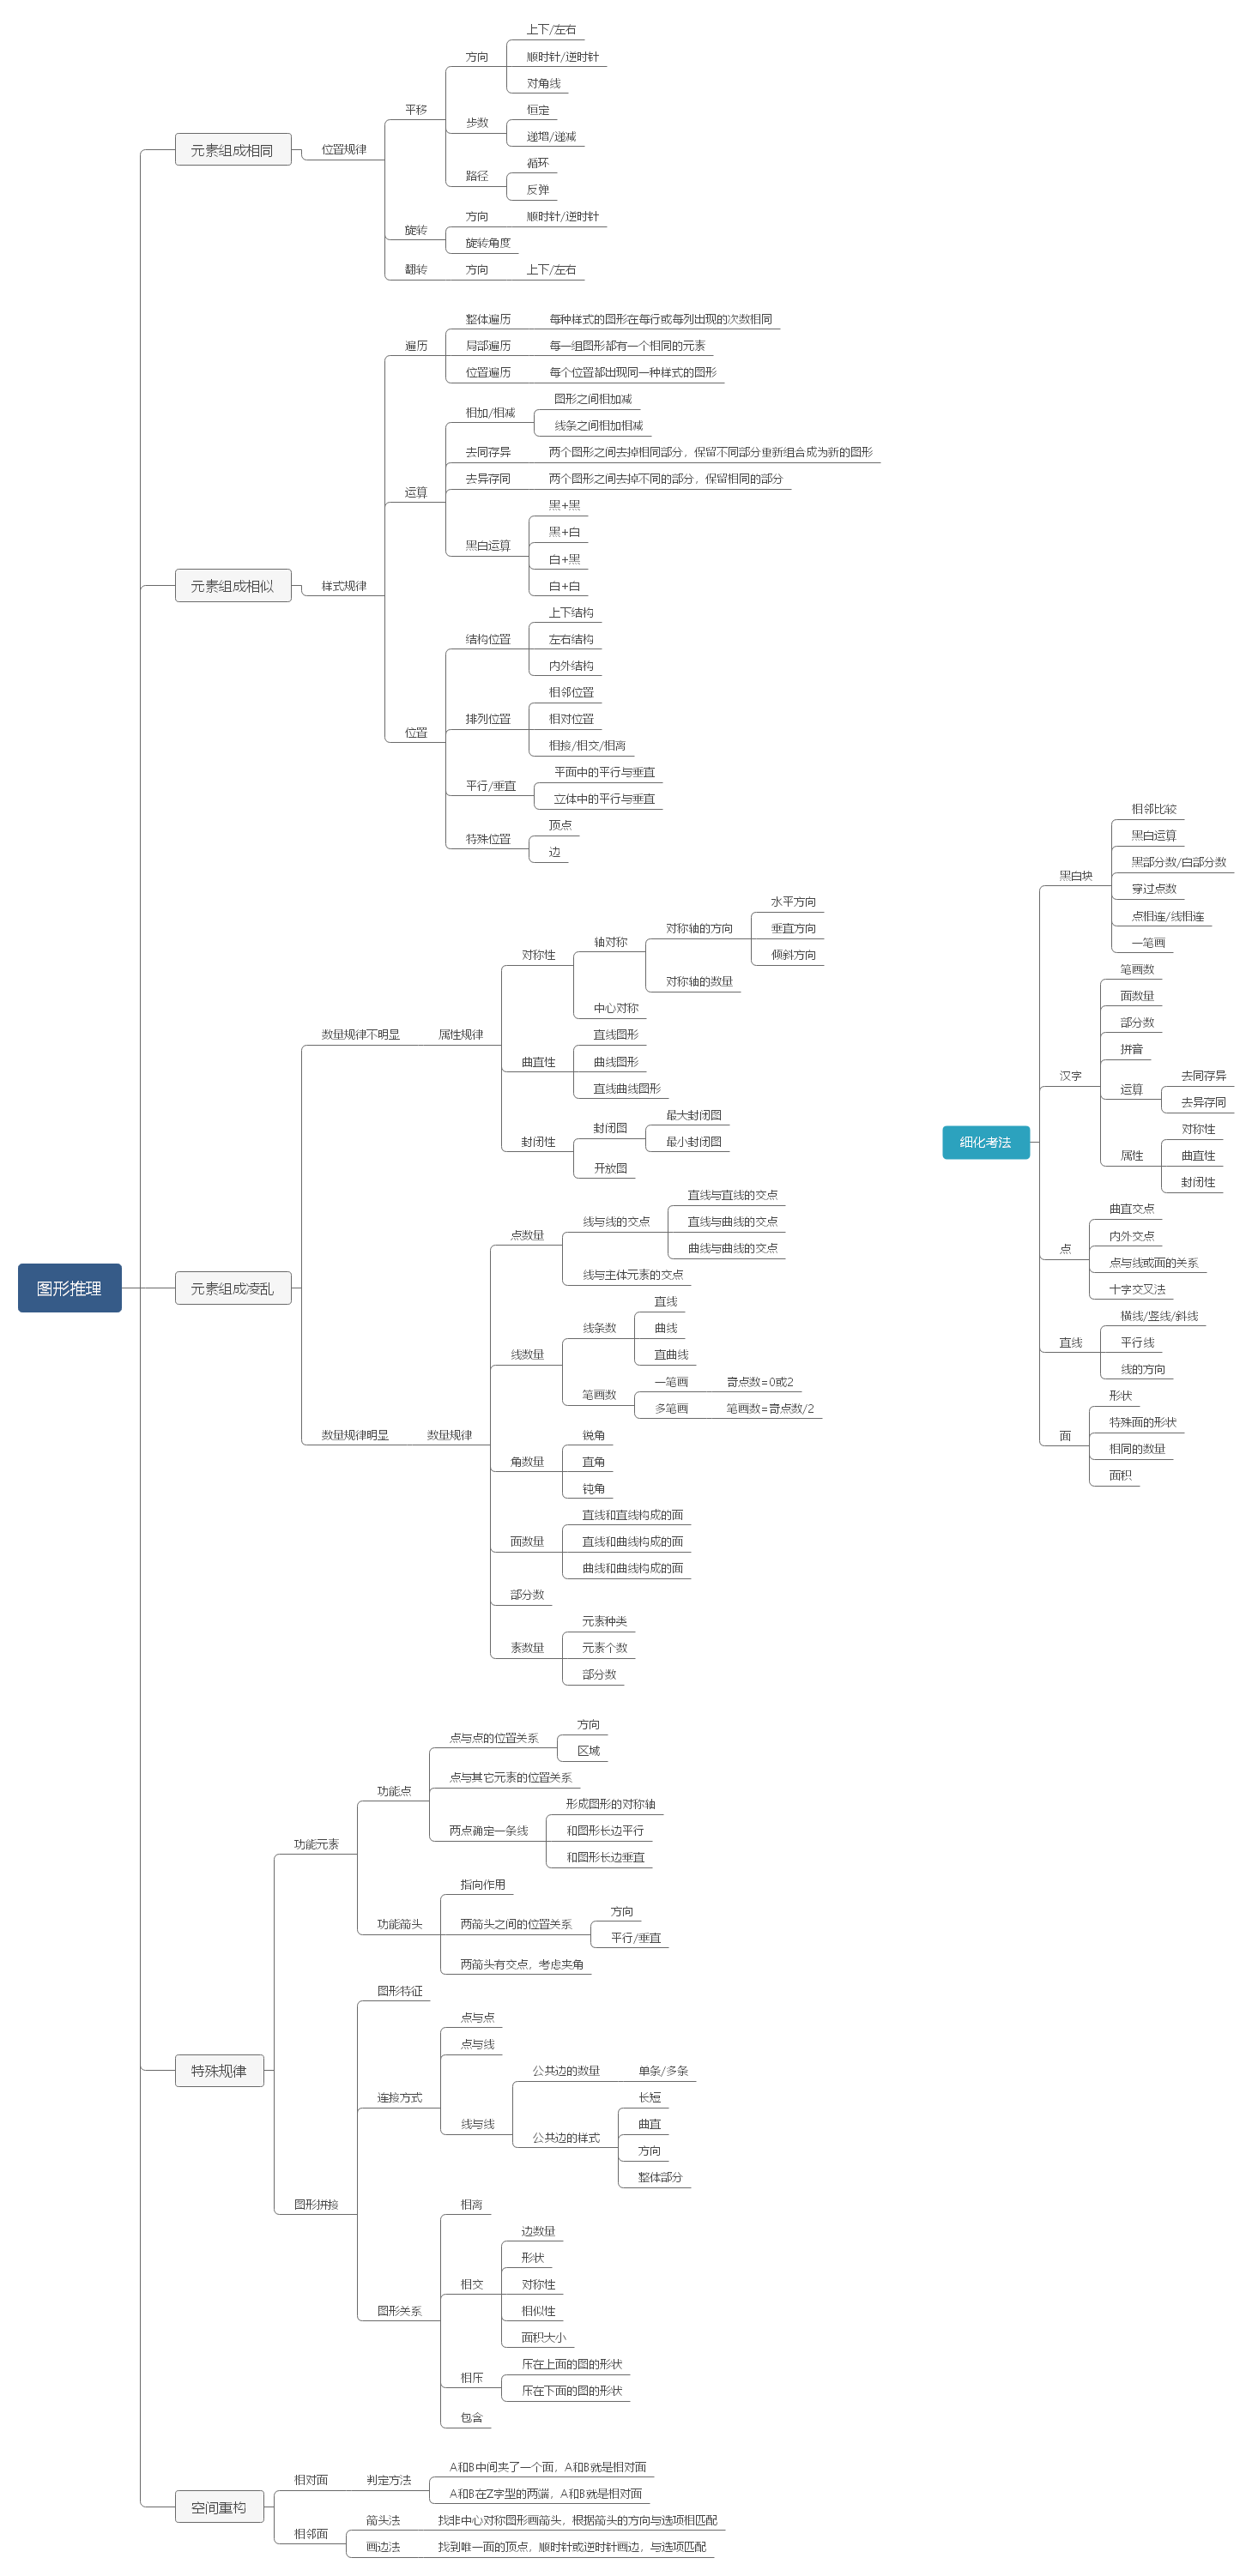 图形推理
元素组成相同
位置规律
平移
方向
上下/左右
顺时针/逆时针
对角线
步数
恒定
递增/递减
路径
循环
反弹
旋转
方向
顺时针/逆时针
旋转角度
翻转
方向
上下/左右
元素组成相似
样式规律
遍历
整体遍历
每种样式的图形在每行或每列出现的次数相同
局部遍历
每一组图形都有一个相同的元素
位置遍历
每个位置都出现同一种样式的图形
运算
相加/相减
图形之间相加减
线条之间相加相减
去同存异
两个图形之间去掉相同部分，保留不同部分重新组合成为新的图形
去异存同
两个图形之间去掉不同的部分，保留相同的部分
黑白运算
黑+黑
黑+白
白+黑
白+白
位置
结构位置
上下结构
左右结构
内外结构
排列位置
相邻位置
相对位置
相接/相交/相离
平行/垂直
平面中的平行与垂直
立体中的平行与垂直
特殊位置
顶点
边
元素组成凌乱
数量规律不明显
属性规律
对称性
轴对称
对称轴的方向
水平方向
垂直方向
倾斜方向
对称轴的数量
中心对称
曲直性
直线图形
曲线图形
直线曲线图形
封闭性
封闭图
最大封闭图
最小封闭图
开放图
数量规律明显
数量规律
点数量
线与线的交点
直线与直线的交点
直线与曲线的交点
曲线与曲线的交点
线与主体元素的交点
线数量
线条数
直线
曲线
直曲线
笔画数
一笔画
奇点数=0或2
多笔画
笔画数=奇点数/2
角数量
锐角
直角
钝角
面数量
直线和直线构成的面
直线和曲线构成的面
曲线和曲线构成的面
部分数
素数量
元素种类
元素个数
部分数
特殊规律
功能元素
功能点
点与点的位置关系
方向
区域
点与其它元素的位置关系
两点确定一条线
形成图形的对称轴
和图形长边平行
和图形长边垂直
功能箭头
指向作用
两箭头之间的位置关系
方向
平行/垂直
两箭头有交点，考虑夹角
图形拼接
图形特征
连接方式
点与点
点与线
线与线
公共边的数量
单条/多条
公共边的样式
长短
曲直
方向
整体部分
图形关系
相离
相交
边数量
形状
对称性
相似性
面积大小
相压
压在上面的图的形状
压在下面的图的形状
包含
空间重构
相对面
判定方法
A和B中间夹了一个面，A和B就是相对面
A和B在Z字型的两端，A和B就是相对面
相邻面
箭头法
找非中心对称图形画箭头，根据箭头的方向与选项相匹配
画边法
找到唯一面的顶点，顺时针或逆时针画边，与选项匹配
细化考法
黑白块
相邻比较
黑白运算
黑部分数/白部分数
穿过点数
点相连/线相连
一笔画
汉字
笔画数
面数量
部分数
拼音
运算
去同存异
去异存同
属性
对称性
曲直性
封闭性
点
曲直交点
内外交点
点与线或面的关系
十字交叉法
直线
横线/竖线/斜线
平行线
线的方向
面
形状
特殊面的形状
相同的数量
面积